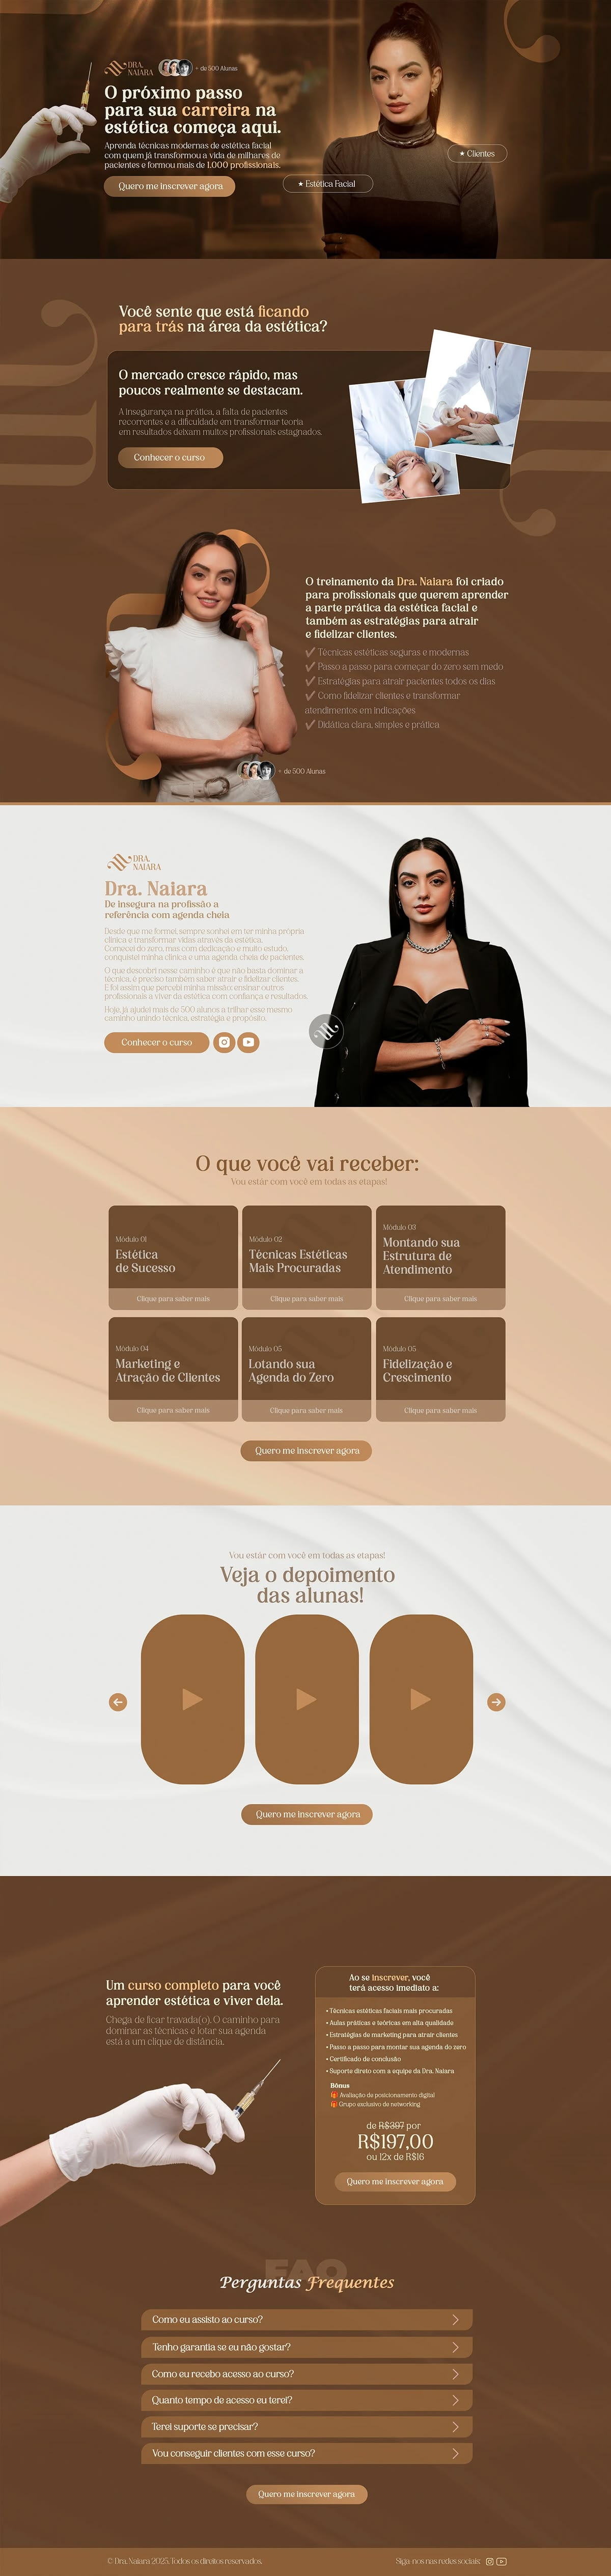 DRA.
NAIARA
+ de 500 Alunas
O próximo passo
para sua carreira na
estética começa aqui.
Aprenda técnicas modernas de estética facial
com quem já transformou a vida de milhares de
pacientes e formou mais de 1.000 profissionais.
Quero me inscrever agora
★ Clientes
★ Estética Facial
Você sente que está ficando
para trás na área da estética?
O mercado cresce rápido, mas
poucos realmente se destacam.
A insegurança na prática, a falta de pacientes
recorrentes e a dificuldade em transformar teoria
em resultados deixam muitos profissionais estagnados.
Conhecer o curso
O treinamento da Dra. Naiara foi criado
para profissionais que querem aprender
a parte prática da estética facial e
também as estratégias para atrair
e fidelizar clientes.
✔ Técnicas estéticas seguras e modernas
✔ Passo a passo para começar do zero sem medo
✔ Estratégias para atrair pacientes todos os dias
✔ Como fidelizar clientes e transformar
atendimentos em indicações
✔ Didática clara, simples e prática
+ de 500 Alunas
DRA.
NAIARA
Dra. Naiara
De insegura na profissão a
referência com agenda cheia
Desde que me formei, sempre sonhei em ter minha própria
clínica e transformar vidas através da estética.
Comecei do zero, mas com dedicação e muito estudo,
conquistei minha clínica e uma agenda cheia de pacientes.
O que descobri nesse caminho é que não basta dominar a
técnica, é preciso também saber atrair e fidelizar clientes.
E foi assim que percebi minha missão: ensinar outros
profissionais a viver da estética com confiança e resultados.
Hoje, já ajudei mais de 500 alunos a trilhar esse mesmo
caminho unindo técnica, estratégia e propósito.
Conhecer o curso
O que você vai receber:
Vou estar com você em todas as etapas!
Módulo 01
Estética
de Sucesso
Clique para saber mais
Módulo 02
Técnicas Estéticas
Mais Procuradas
Clique para saber mais
Módulo 03
Montando sua
Estrutura de
Atendimento
Clique para saber mais
Módulo 04
Marketing e
Atração de Clientes
Clique para saber mais
Módulo 05
Lotando sua
Agenda do Zero
Clique para saber mais
Módulo 05
Fidelização e
Crescimento
Clique para saber mais
Quero me inscrever agora
Vou estar com você em todas as etapas!
Veja o depoimento
das alunas!
Quero me inscrever agora
Um curso completo para você
aprender estética e viver dela.
Chega de ficar travada(o). O caminho para
dominar as técnicas e lotar sua agenda
está a um clique de distância.
Ao se inscrever, você
terá acesso imediato a:
• Técnicas estéticas faciais mais procuradas
• Aulas práticas e teóricas em alta qualidade
• Estratégias de marketing para atrair clientes
• Passo a passo para montar sua agenda do zero
• Certificado de conclusão
• Suporte direto com a equipe da Dra. Naiara
Bônus
🎁 Avaliação de posicionamento digital
🎁 Grupo exclusivo de networking
de R$397 por
R$197,00
ou 12x de R$16
Quero me inscrever agora
FAQ
Perguntas Frequentes
Como eu assisto ao curso?
Tenho garantia se eu não gostar?
Como eu recebo acesso ao curso?
Quanto tempo de acesso eu terei?
Terei suporte se precisar?
Vou conseguir clientes com esse curso?
Quero me inscrever agora
© Dra. Naiara 2025. Todos os direitos reservados.
Siga-nos nas redes sociais: